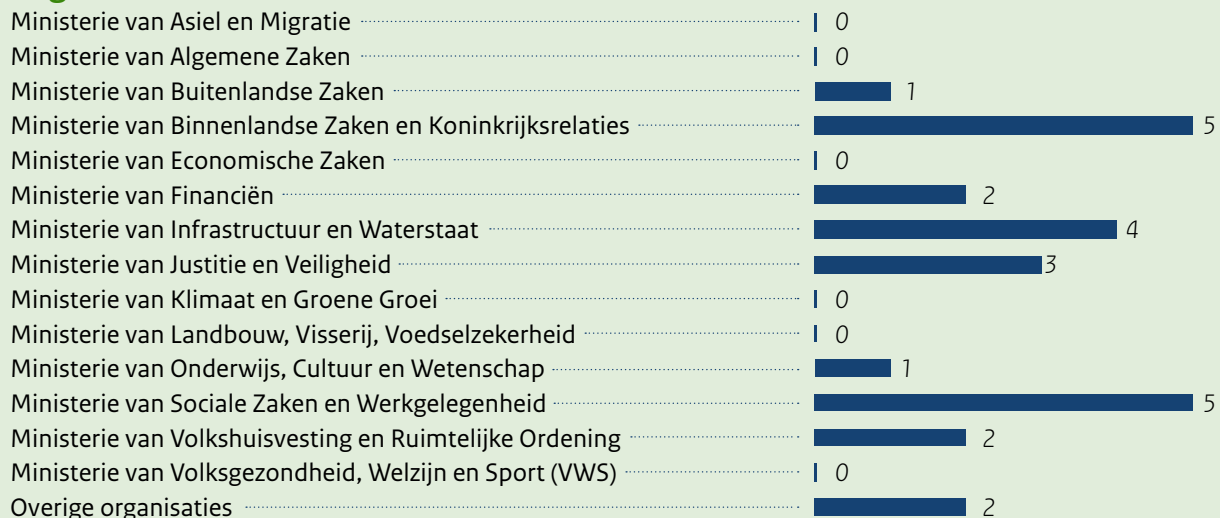 Ministerie van Asiel en Migratie 0
Ministerie van Algemene Zaken 0
Ministerie van Buitenlandse Zaken 1
Ministerie van Binnenlandse Zaken en Koninkrijksrelaties 5
Ministerie van Economische Zaken 0
Ministerie van Financiën 2
Ministerie van Infrastructuur en Waterstaat 4
Ministerie van Justitie en Veiligheid 3
Ministerie van Klimaat en Groene Groei 0
Ministerie van Landbouw, Visserij, Voedselzekerheid 0
Ministerie van Onderwijs, Cultuur en Wetenschap 1
Ministerie van Sociale Zaken en Werkgelegenheid 5
Ministerie van Volkshuisvesting en Ruimtelijke Ordening 2
Ministerie van Volksgezondheid, Welzijn en Sport (VWS) 0
Overige organisaties 2